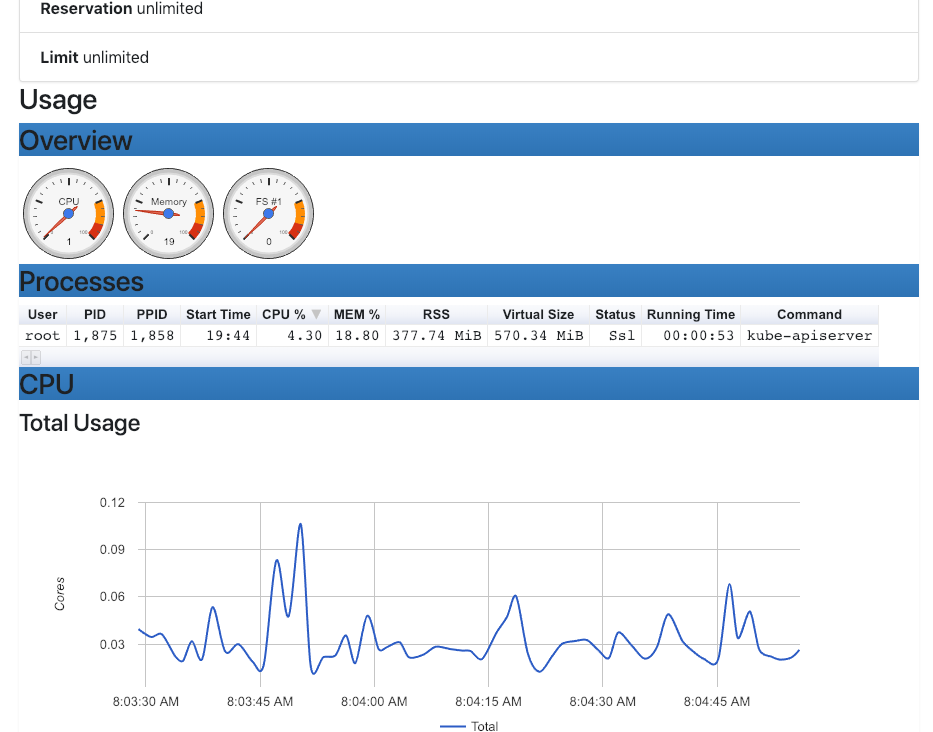 Reservation unlimited
Limit unlimited
Usage
Overview
CPU
1
Memory
0 100
19
FS #1
100
0
Processes
User PID PPID Start Time CPU % MEM % RSS Virtual Size Status Running Time Command
root 1,875 1,858 19:44 4.30 18.80 377.74 MiB 570.34 MiB Ssl 00:00:53 kube-apiserver
CPU
Total Usage
0.12
0.09
0.06
0.03
Cores
8:03:30 AM 8:03:45 AM 8:04:00 AM 8:04:15 AM 8:04:30 AM 8:04:45 AM
Total